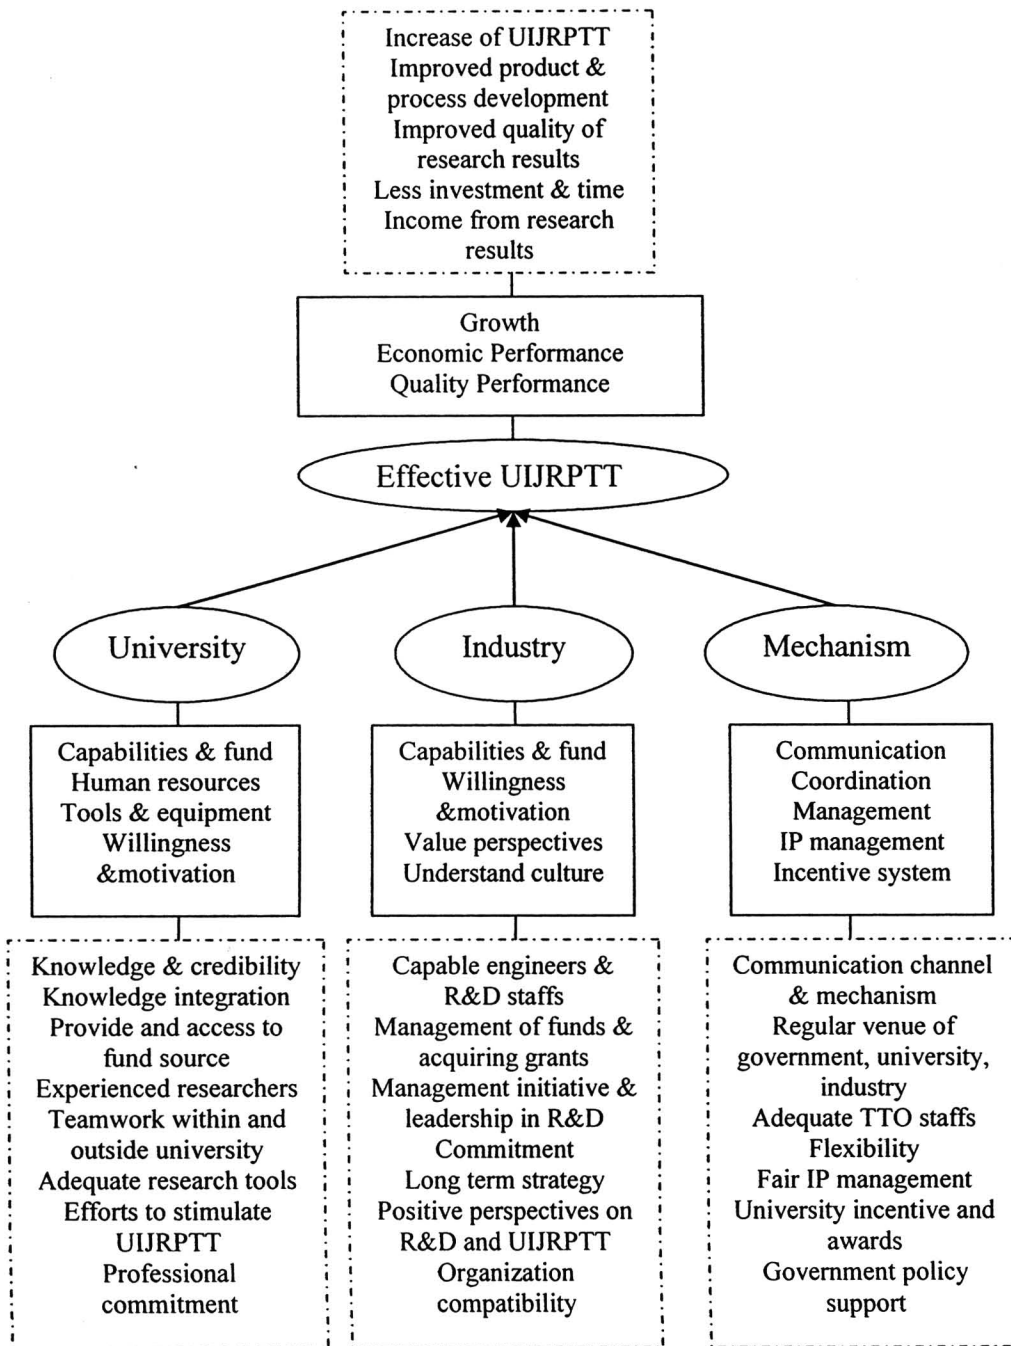 Increase of UIJRPTT
Improved product &
process development
Improved quality of
research results
Less investment & time
Income from research
results
Growth
Economic Performance
Quality Performance
Effective UIJRPTT
University
Industry
Mechanism
Capabilities & fund
Human resources
Tools & equipment
Willingness
&motivation
Capabilities & fund
Willingness
&motivation
Value perspectives
Understand culture
Communication
Coordination
Management
IP management
Incentive system
Knowledge & credibility
Knowledge integration
Provide and access to
fund source
Experienced researchers
Teamwork within and
outside university
Adequate research tools
Efforts to stimulate
UIJRPTT
Professional
commitment
Capable engineers &
R&D staffs
Management of funds &
acquiring grants
Management initiative &
leadership in R&D
Commitment
Long term strategy
Positive perspectives on
R&D and UIJRPTT
Organization
compatibility
Communication channel
& mechanism
Regular venue of
government, university,
industry
Adequate TTO staffs
Flexibility
Fair IP management
University incentive and
awards
Government policy
support